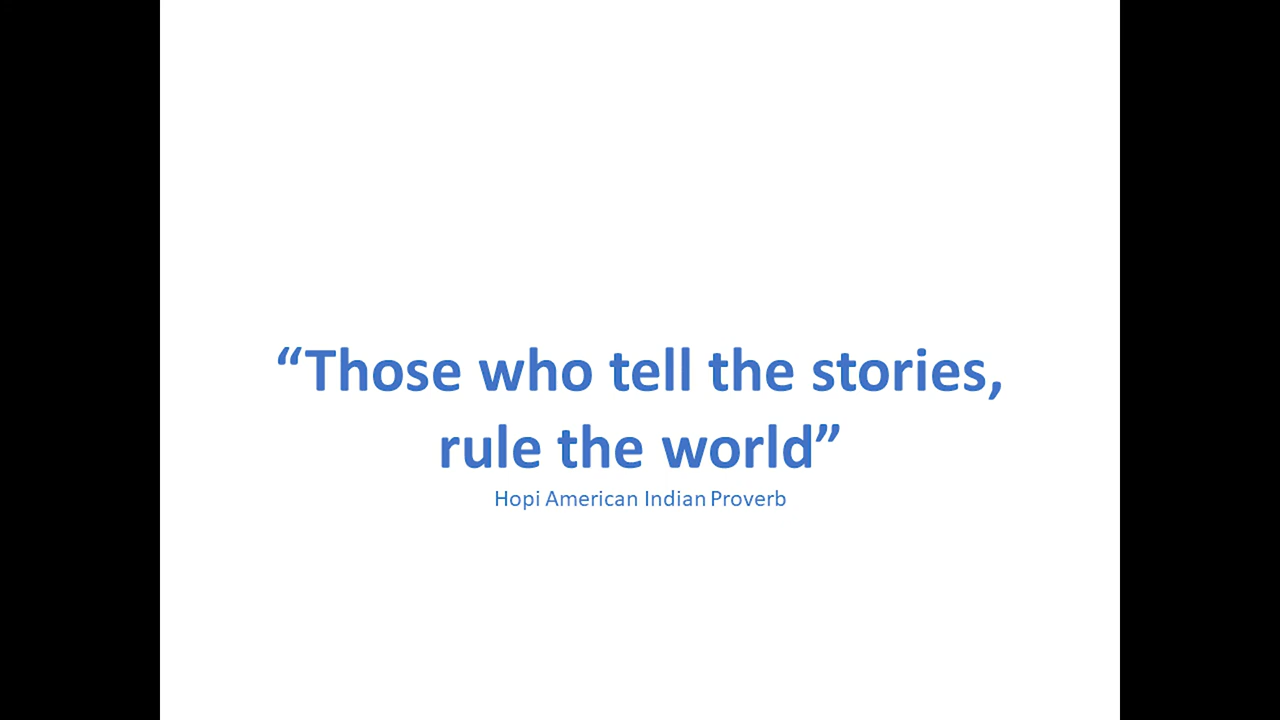 “Those who tell the stories,
rule the world”
Hopi American Indian Proverb